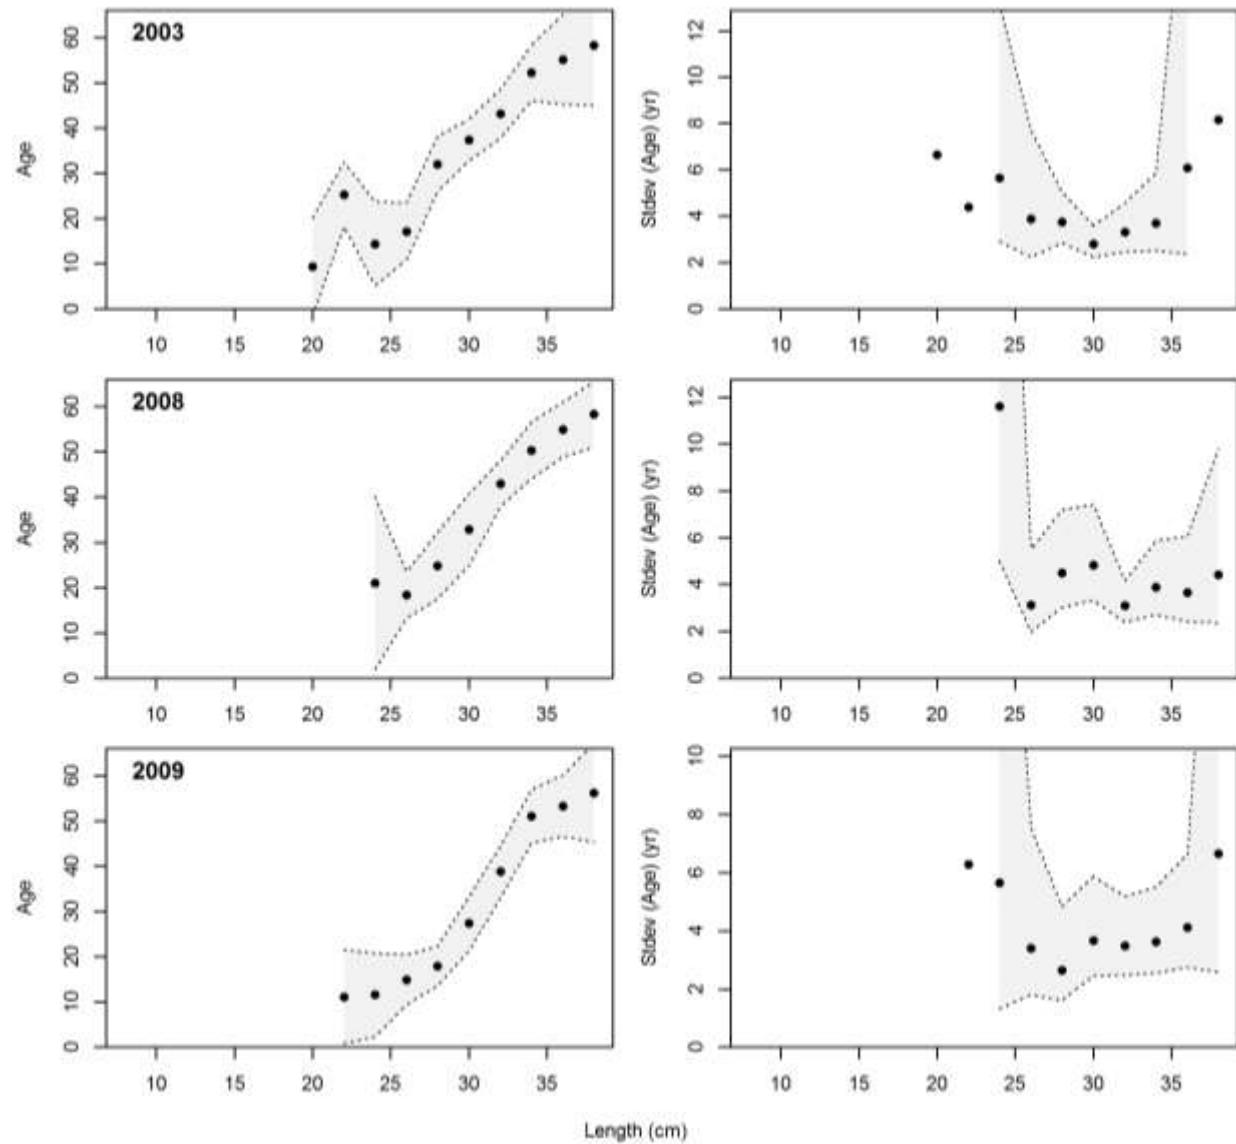 2003
Age
0 10 20 30 40 50 60
10 15 20 25 30 35
Stdev (Age) (yr)
0 2 4 6 8 10 12
10 15 20 25 30 35
2008
Age
0 10 20 30 40 50 60
10 15 20 25 30 35
Stdev (Age) (yr)
0 2 4 6 8 10 12
10 15 20 25 30 35
2009
Age
0 10 20 30 40 50 60
10 15 20 25 30 35
Stdev (Age) (yr)
0 2 4 6 8 10
10 15 20 25 30 35
Length (cm)